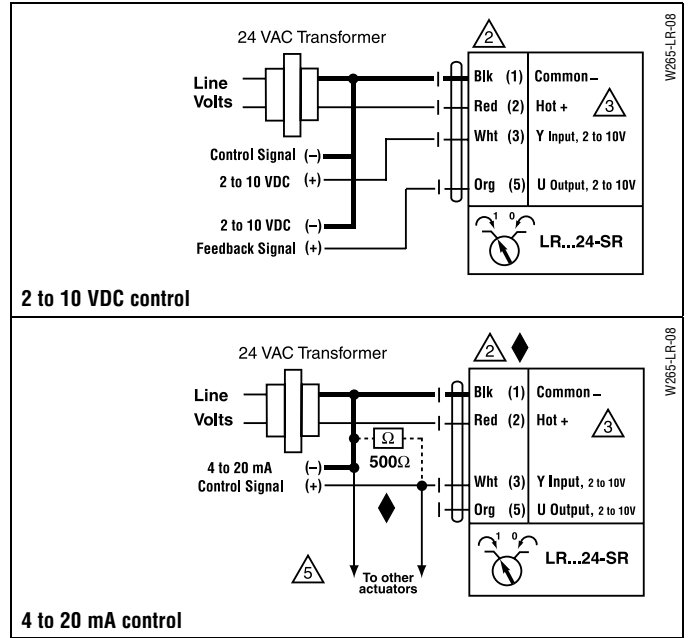 24 VAC Transformer
W265-LR-08
2
Line
Volts
Blk (1) Common –
Red (2) Hot +
3
Wht (3) Y Input, 2 to 10V
Control Signal (–)
2 to 10 VDC (+)
Org (5) U Output, 2 to 10V
2 to 10 VDC (–)
Feedback Signal (+)
1 0
LR...24-SR
2 to 10 VDC control
24 VAC Transformer
W265-LR-08
2
Line
Volts
Blk (1) Common –
Red (2) Hot +
3
Ω
500Ω
4 to 20 mA (–)
Control Signal (+)
Wht (3) Y Input, 2 to 10V
Org (5) U Output, 2 to 10V
5
To other
actuators
1 0
LR...24-SR
4 to 20 mA control